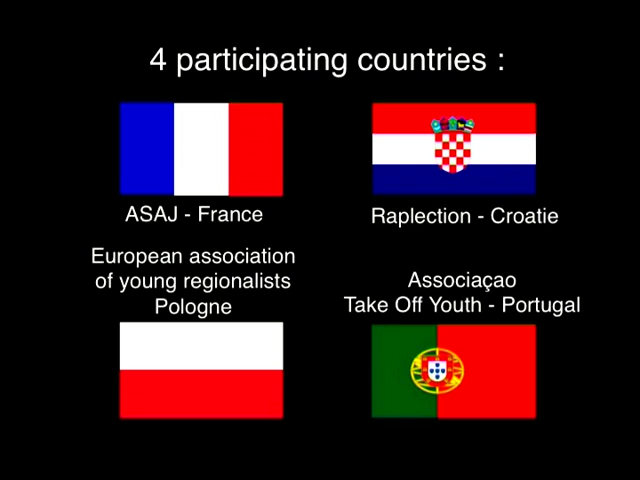 4 participating countries :
ASAJ - France
Raplection - Croatie
European association
of young regionalists
Pologne
Associaçao
Take Off Youth - Portugal